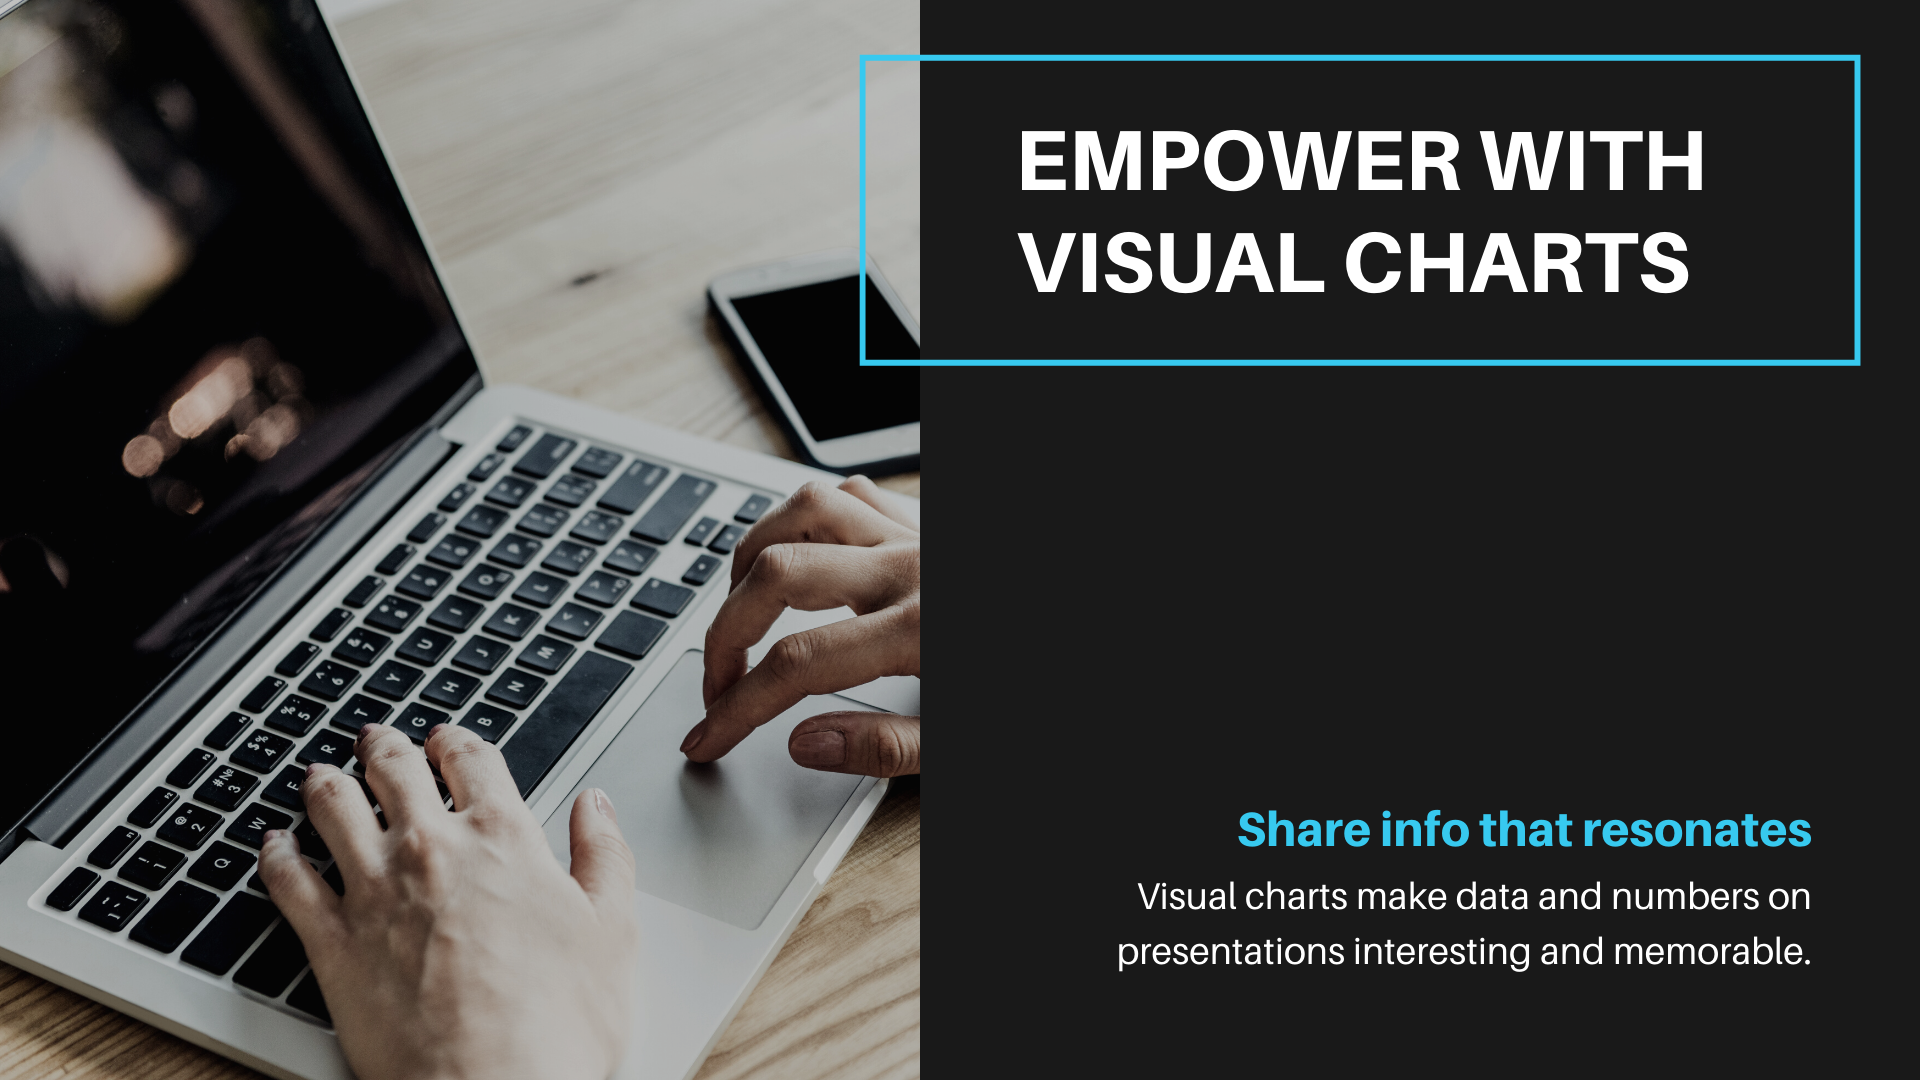 EMPOWER WITH
VISUAL CHARTS
Share info that resonates
Visual charts make data and numbers on
presentations interesting and memorable.